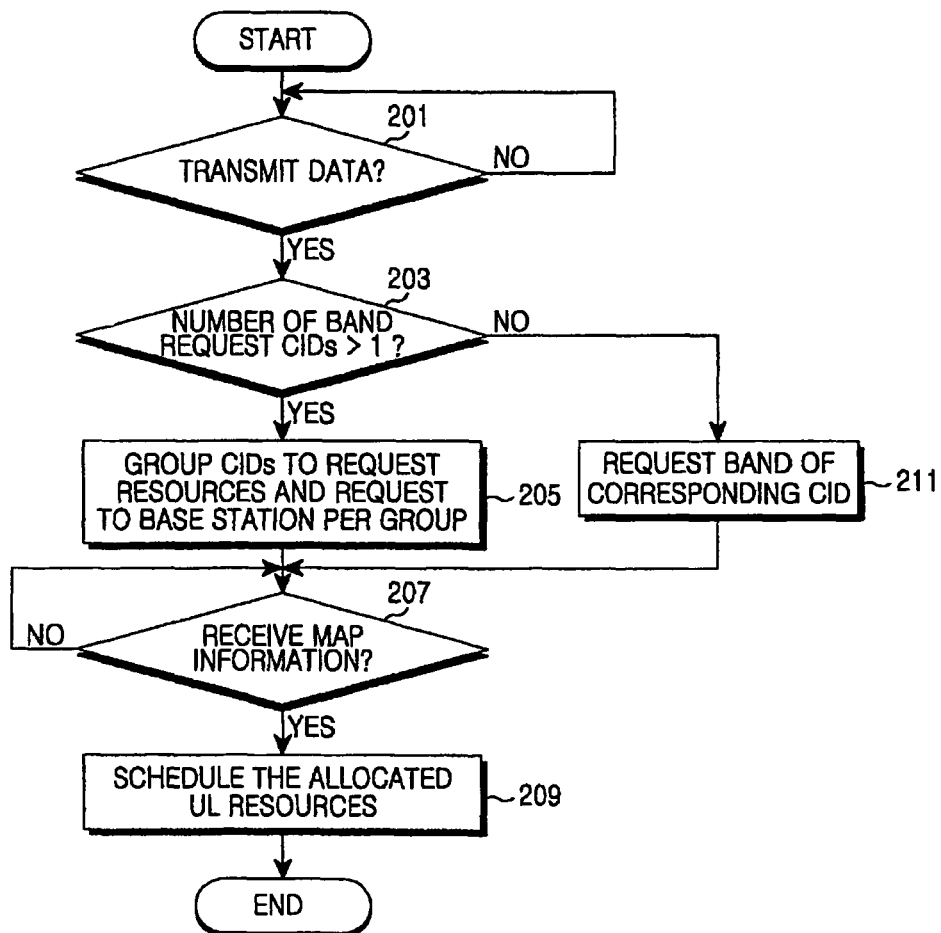 START
201
TRANSMIT DATA?
NO
YES
203
NUMBER OF BAND
REQUEST CIDs > 1 ?
NO
YES
GROUP CIDs TO REQUEST
RESOURCES AND REQUEST
TO BASE STATION PER GROUP
205
REQUEST BAND OF
CORRESPONDING CID
211
207
RECEIVE MAP
INFORMATION?
NO
YES
SCHEDULE THE ALLOCATED
UL RESOURCES
209
END